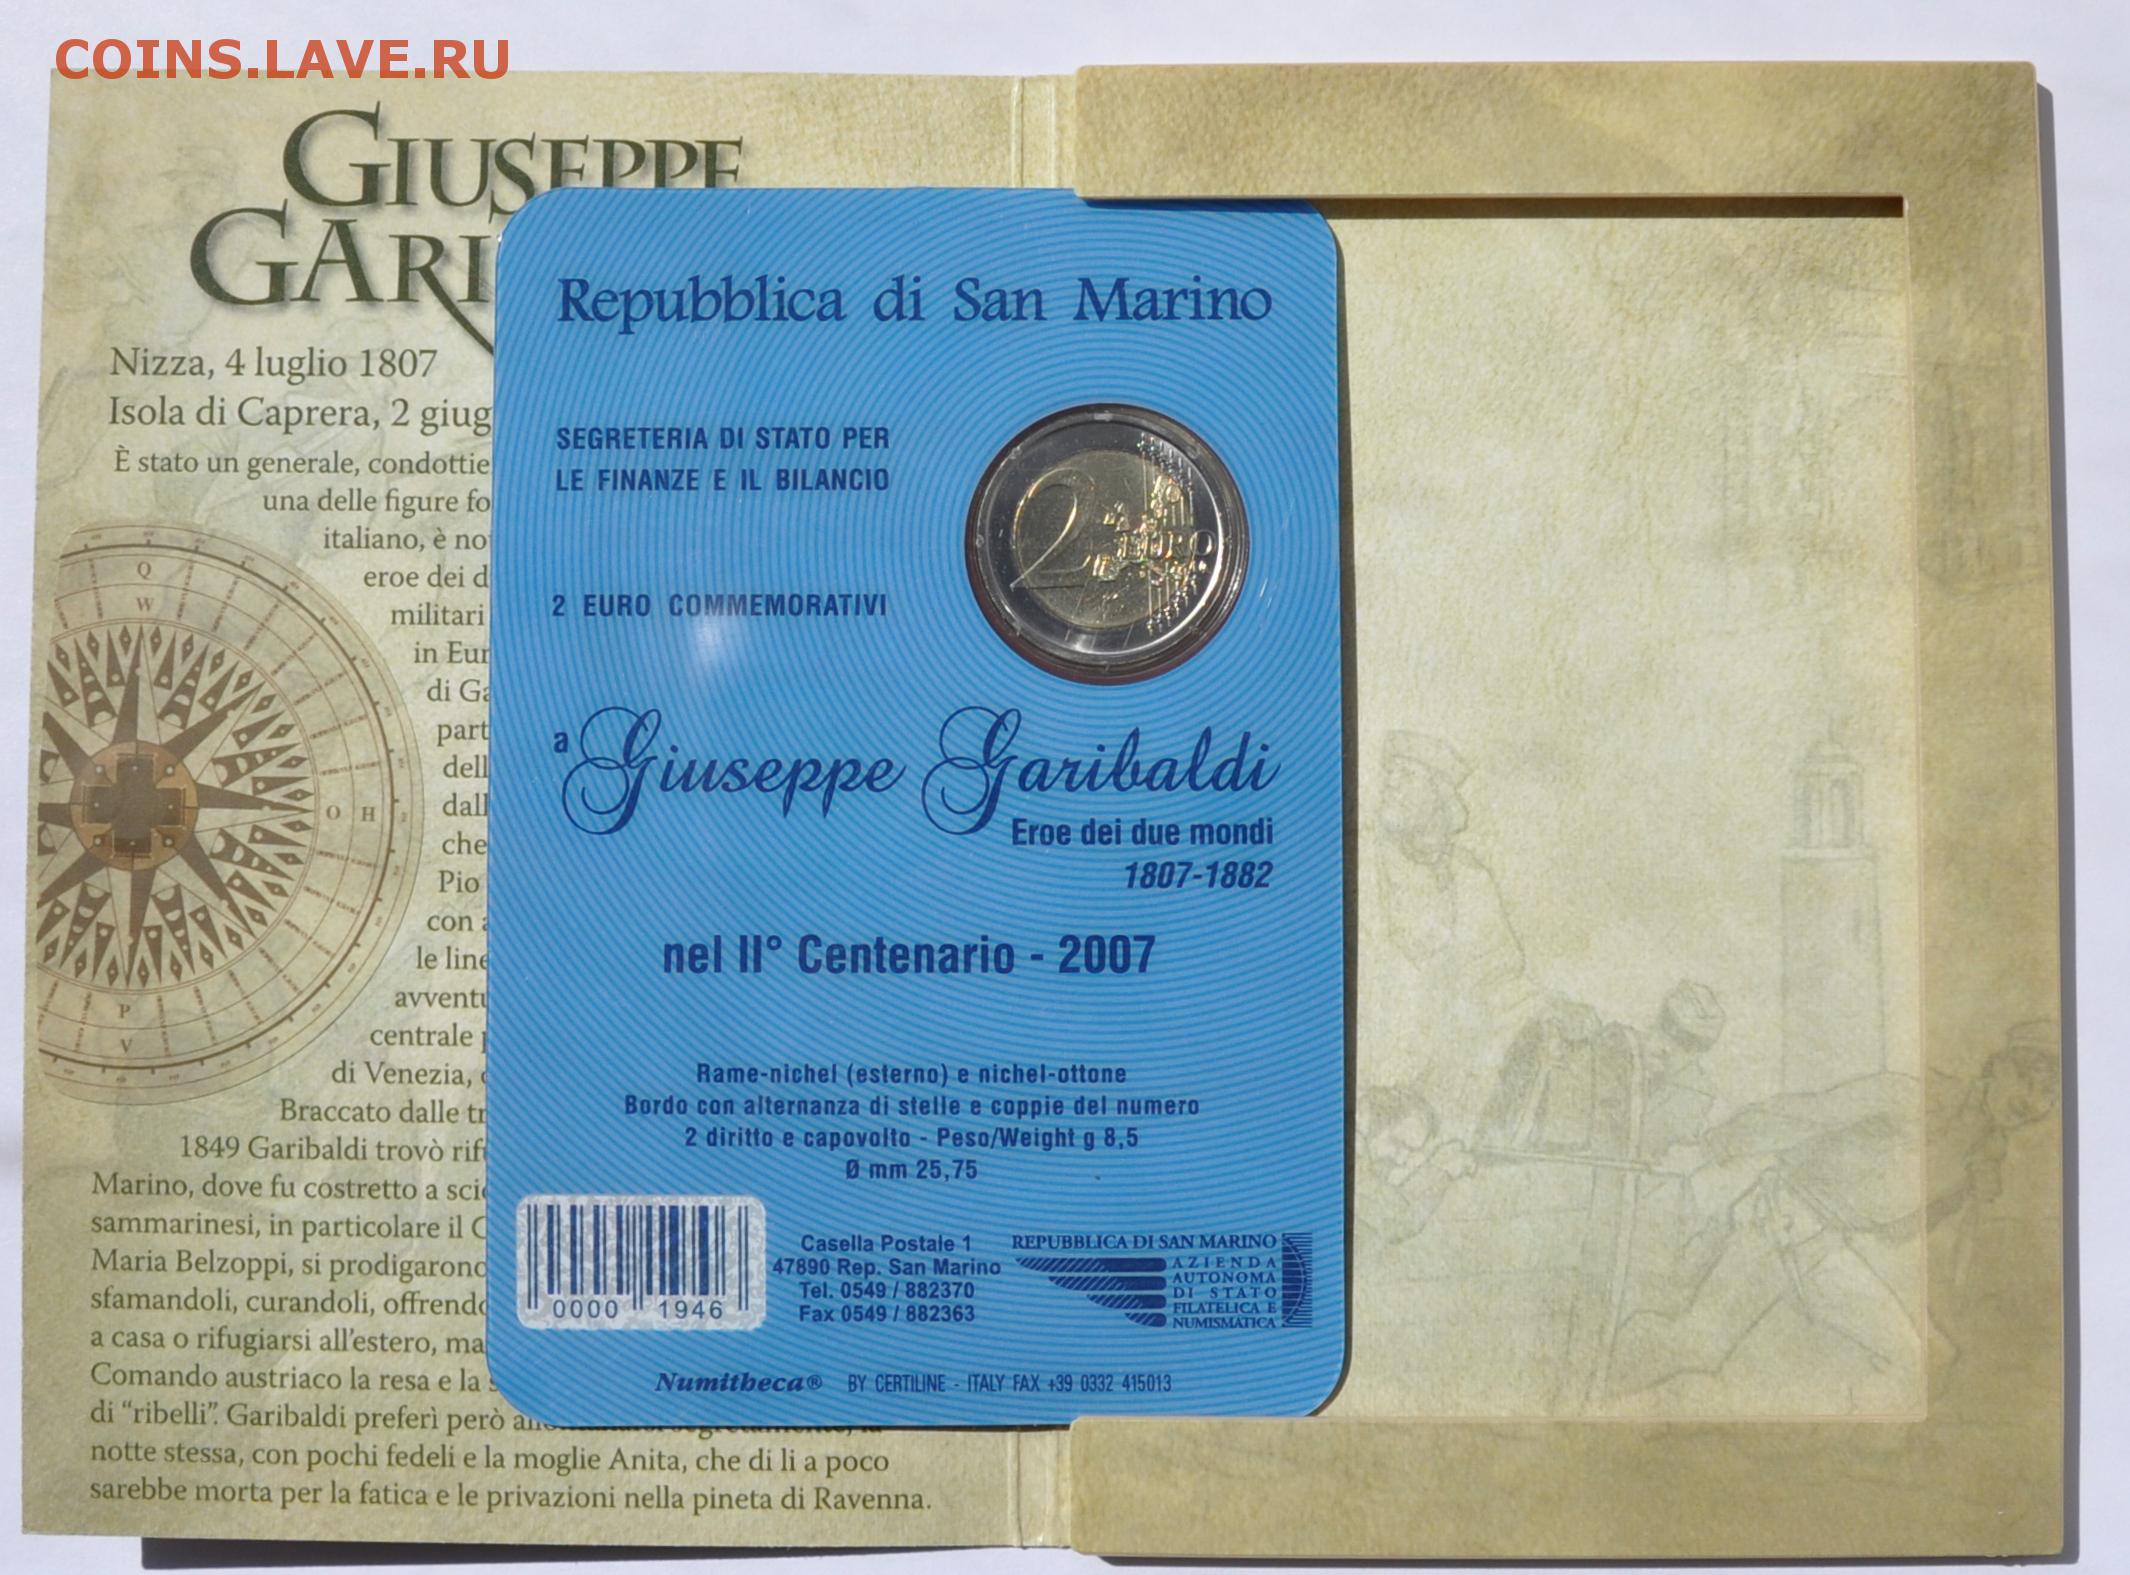 COINS.LAVE.RU
GIUSEPPE
GARI
Nizza, 4 luglio 1807
Isola di Caprera, 2 giug
È stato un generale, condottie
una delle figure fo
italiano, è no
eroe dei d
militari
in Eur
di Ga
part
dell
dall
che
Pio
con
le line
avventu
centrale
di Venezia,
Braccato dalle tr
1849 Garibaldi trovò rif
Marino, dove fu costretto a scio
sammarinesi, in particolare il C
Maria Belzoppi, si prodigarono
sfamandoli, curandoli, offrendo
a casa o rifugiarsi all'estero, ma
Comando austriaco la resa e la s
di “ribelli”. Garibaldi preferì però
notte stessa, con pochi fedeli e la moglie Anita, che di li a poco
sarebbe morta per la fatica e le privazioni nella pineta di Ravenna.
Q
W
O H
P
V
Repubblica di San Marino
SEGRETERIA DI STATO PER
LE FINANZE E IL BILANCIO
2 EURO
2 EURO COMMEMORATIVI
a Giuseppe Garibaldi
Eroe dei due mondi
1807-1882
nel II° Centenario - 2007
Rame-nichel (esterno) e nichel-ottone
Bordo con alternanza di stelle e coppie del numero
2 diritto e capovolto - Peso/Weight g 8,5
Ø mm 25,75
0000 1946
Casella Postale 1
47890 Rep. San Marino
Tel. 0549 / 882370
Fax 0549 / 882363
REPUBBLICA DI SAN MARINO
AZIENDA
AUTONOMA
DI STATO
FILATELICA E
NUMISMATICA
Numitheca® BY CERTILINE - ITALY FAX +39 0332 415013